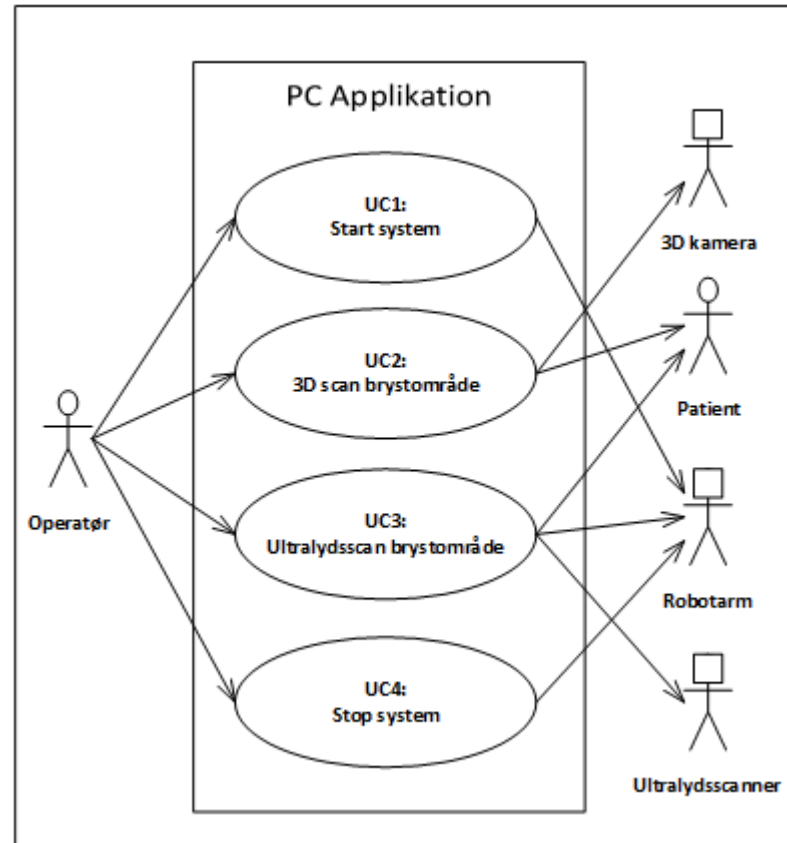 PC Applikation
UC1:
Start system
3D kamera
UC2:
3D scan brystområde
Patient
Operatør
UC3:
Ultralydsscan brystområde
Robotarm
UC4:
Stop system
Ultralydsscanner